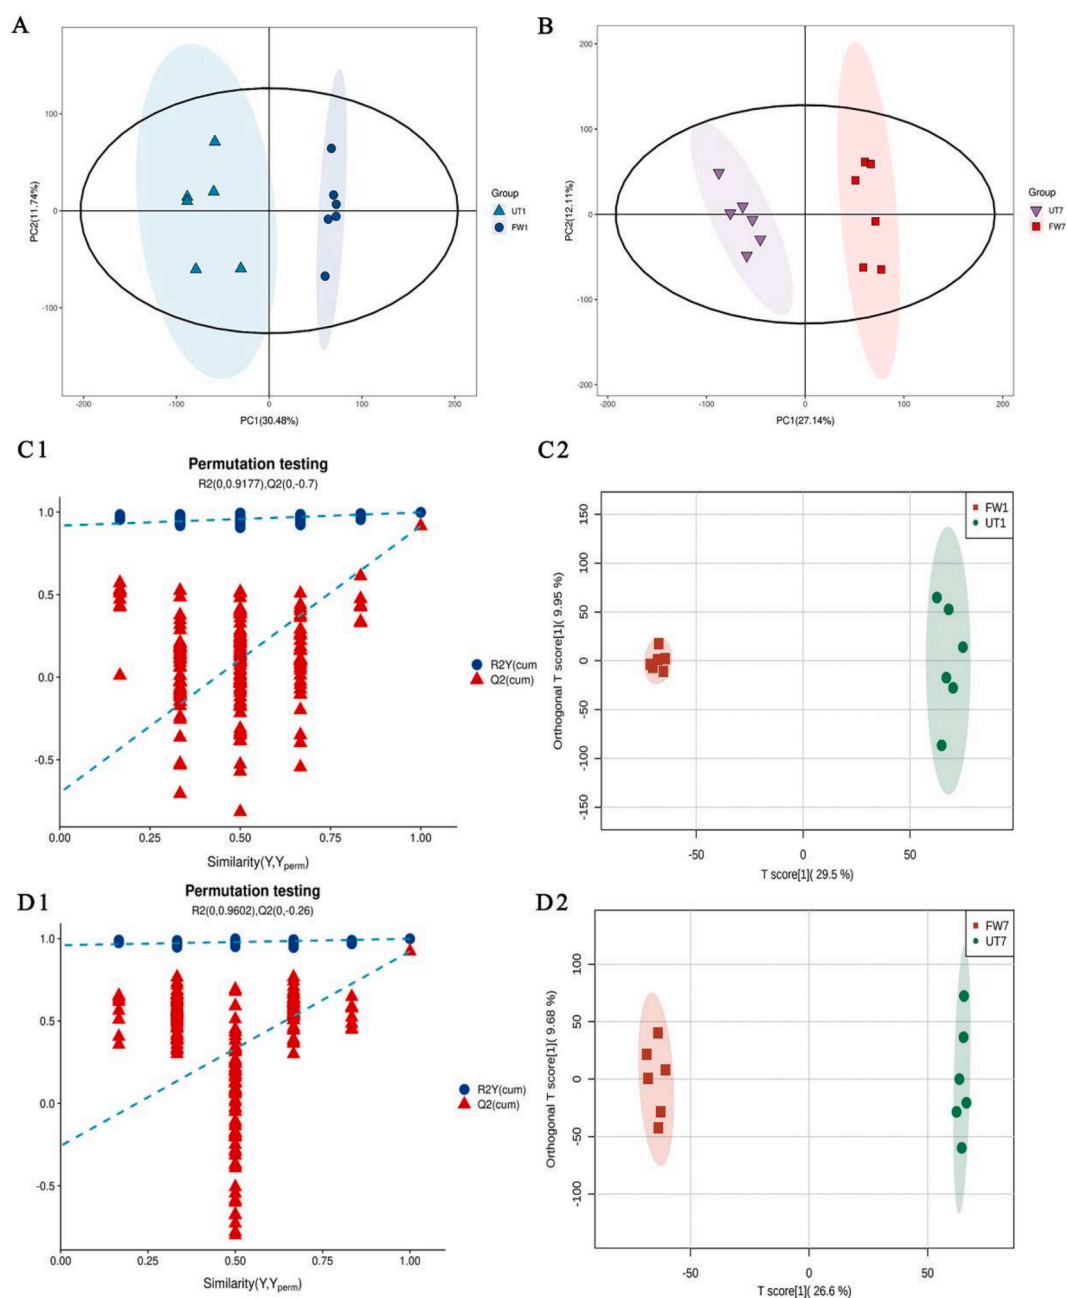 A
PC2(11.74%)
100
0
-100
-200
-100
0
100
200
PC1(30.48%)
Group
UT1
FW1
B
PC2(12.11%)
200
100
0
-100
-200
-200
-100
0
100
200
PC1(27.14%)
Group
UT7
FW7
C1
Permutation testing
R2(0,0.9177),Q2(0,-0.7)
1.0
0.5
0.0
-0.5
0.00
0.25
0.50
0.75
1.00
Similarity(Y,Yperm)
R2Y(cum
Q2(cum)
C2
Orthogonal T score[1]( 9.95 %)
150
100
50
0
-50
-100
-150
-50
0
50
T score[1]( 29.5 %)
FW1
UT1
D1
Permutation testing
R2(0,0.9602),Q2(0,-0.26)
1.0
0.5
0.0
-0.5
0.00
0.25
0.50
0.75
1.00
Similarity(Y,Yperm)
R2Y(cum)
Q2(cum)
D2
Orthogonal T score[1]( 9.68 %)
100
50
0
-50
-100
-50
0
50
T score[1]( 26.6 %)
FW7
UT7